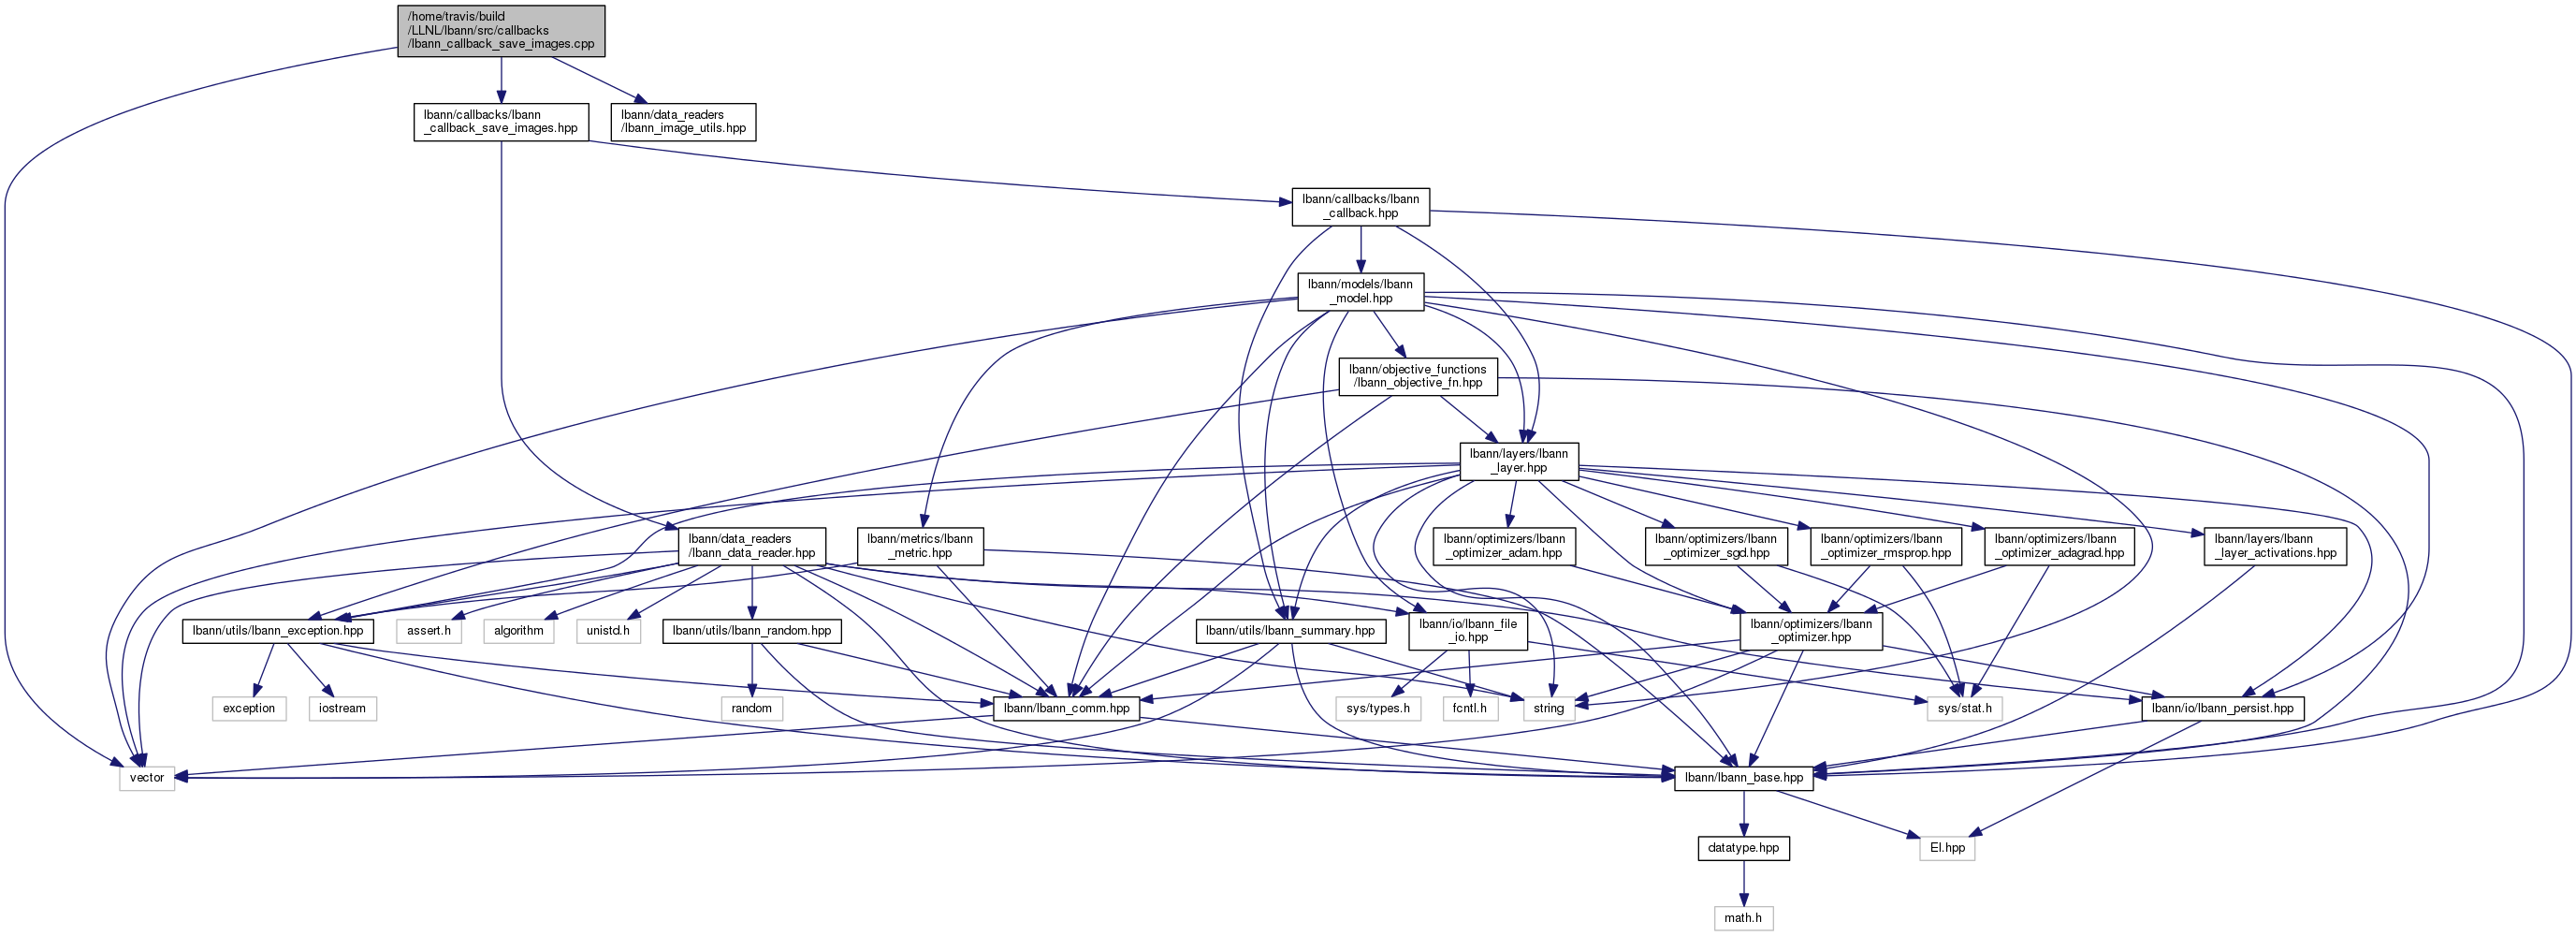 /home/travis/build
/LLNL/lbann/src/callbacks
/lbann_callback_save_images.cpp
lbann/callbacks/lbann
_callback_save_images.hpp
lbann/data_readers
/lbann_image_utils.hpp
lbann/callbacks/lbann
_callback.hpp
lbann/models/lbann
_model.hpp
lbann/objective_functions
/lbann_objective_fn.hpp
lbann/layers/lbann
_layer.hpp
lbann/data_readers
/lbann_data_reader.hpp
lbann/metrics/lbann
_metric.hpp
lbann/optimizers/lbann
_optimizer_adam.hpp
lbann/optimizers/lbann
_optimizer_sgd.hpp
lbann/optimizers/lbann
_optimizer_rmsprop.hpp
lbann/optimizers/lbann
_optimizer_adagrad.hpp
lbann/layers/lbann
_layer_activations.hpp
lbann/utils/lbann_exception.hpp
assert.h
algorithm
unistd.h
lbann/utils/lbann_random.hpp
lbann/utils/lbann_summary.hpp
lbann/io/lbann_file
_io.hpp
lbann/optimizers/lbann
_optimizer.hpp
exception
iostream
random
lbann/lbann_comm.hpp
sys/types.h
fcntl.h
string
sys/stat.h
lbann/io/lbann_persist.hpp
vector
lbann/lbann_base.hpp
datatype.hpp
El.hpp
math.h